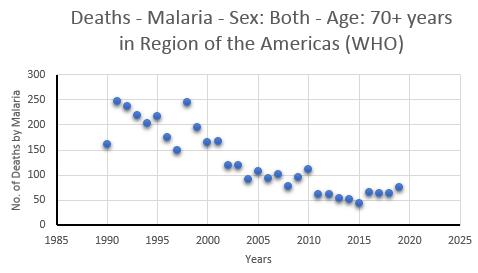 Deaths - Malaria - Sex: Both - Age: 70+ years
in Region of the Americas (WHO)
No. of Deaths by Malaria
300
250
200
150
100
50
0
1985 1990 1995 2000 2005 2010 2015 2020 2025
Years